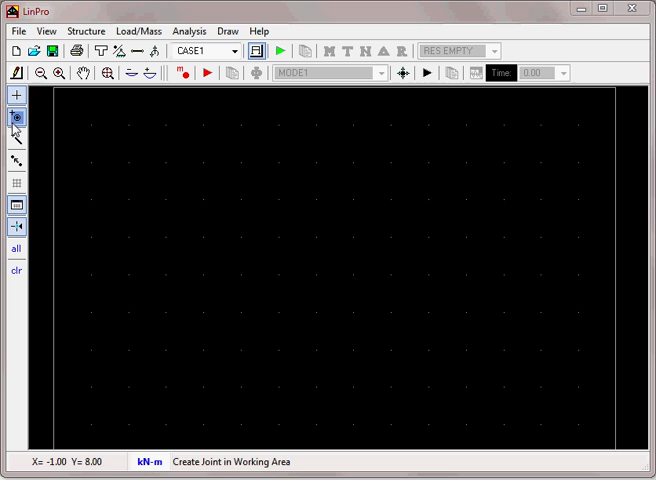 LinPro
File View Structure Load/Mass Analysis Draw Help
CASE1 M T N A R RES EMPTY
m MODE1 Time: 0.00
all
clr
X= -1.00 Y= 8.00 kN-m Create Joint in Working Area